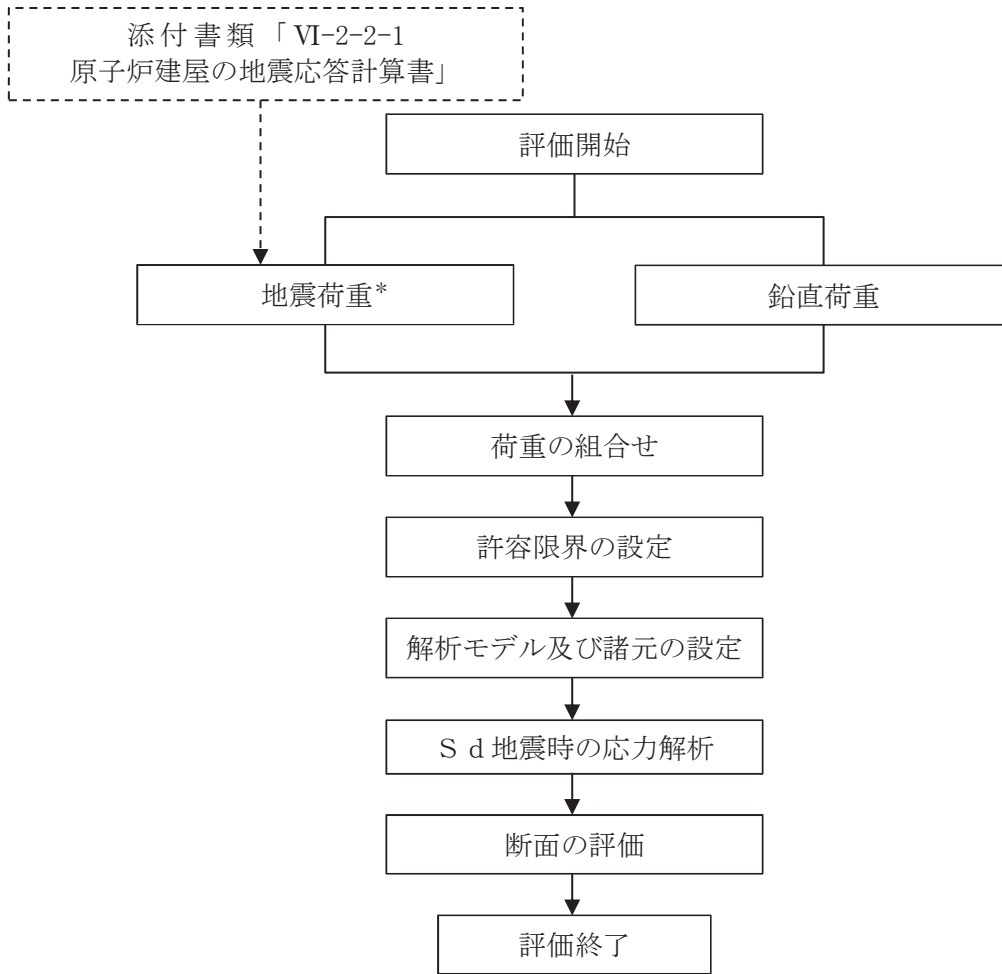 添付書類「Ⅵ-2-2-1
原子炉建屋の地震応答計算書」
評価開始
地震荷重*
鉛直荷重
荷重の組合せ
許容限界の設定
解析モデル及び諸元の設定
Ｓｄ地震時の応力解析
断面の評価
評価終了